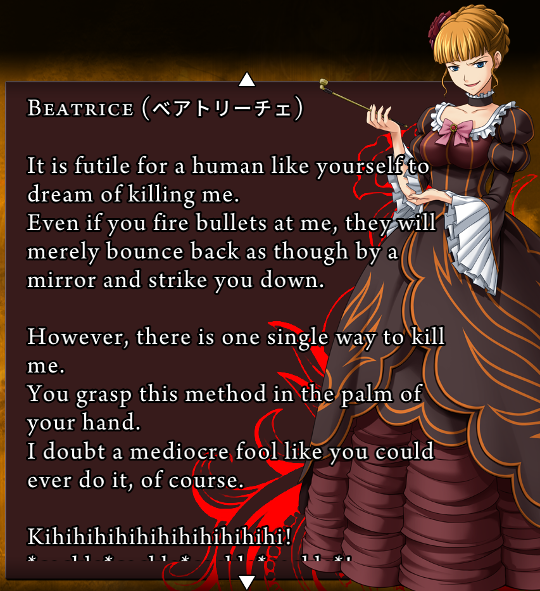 BEATRICE (ベアトリーチェ)
It is futile for a human like yourself to
dream of killing me.
Even if you fire bullets at me, they will
merely bounce back as though by a
mirror and strike you down.
However, there is one single way to kill
me.
You grasp this method in the palm of
your hand.
I doubt a mediocre fool like you could
ever do it, of course.
Kihihihihihihihihihihihi!